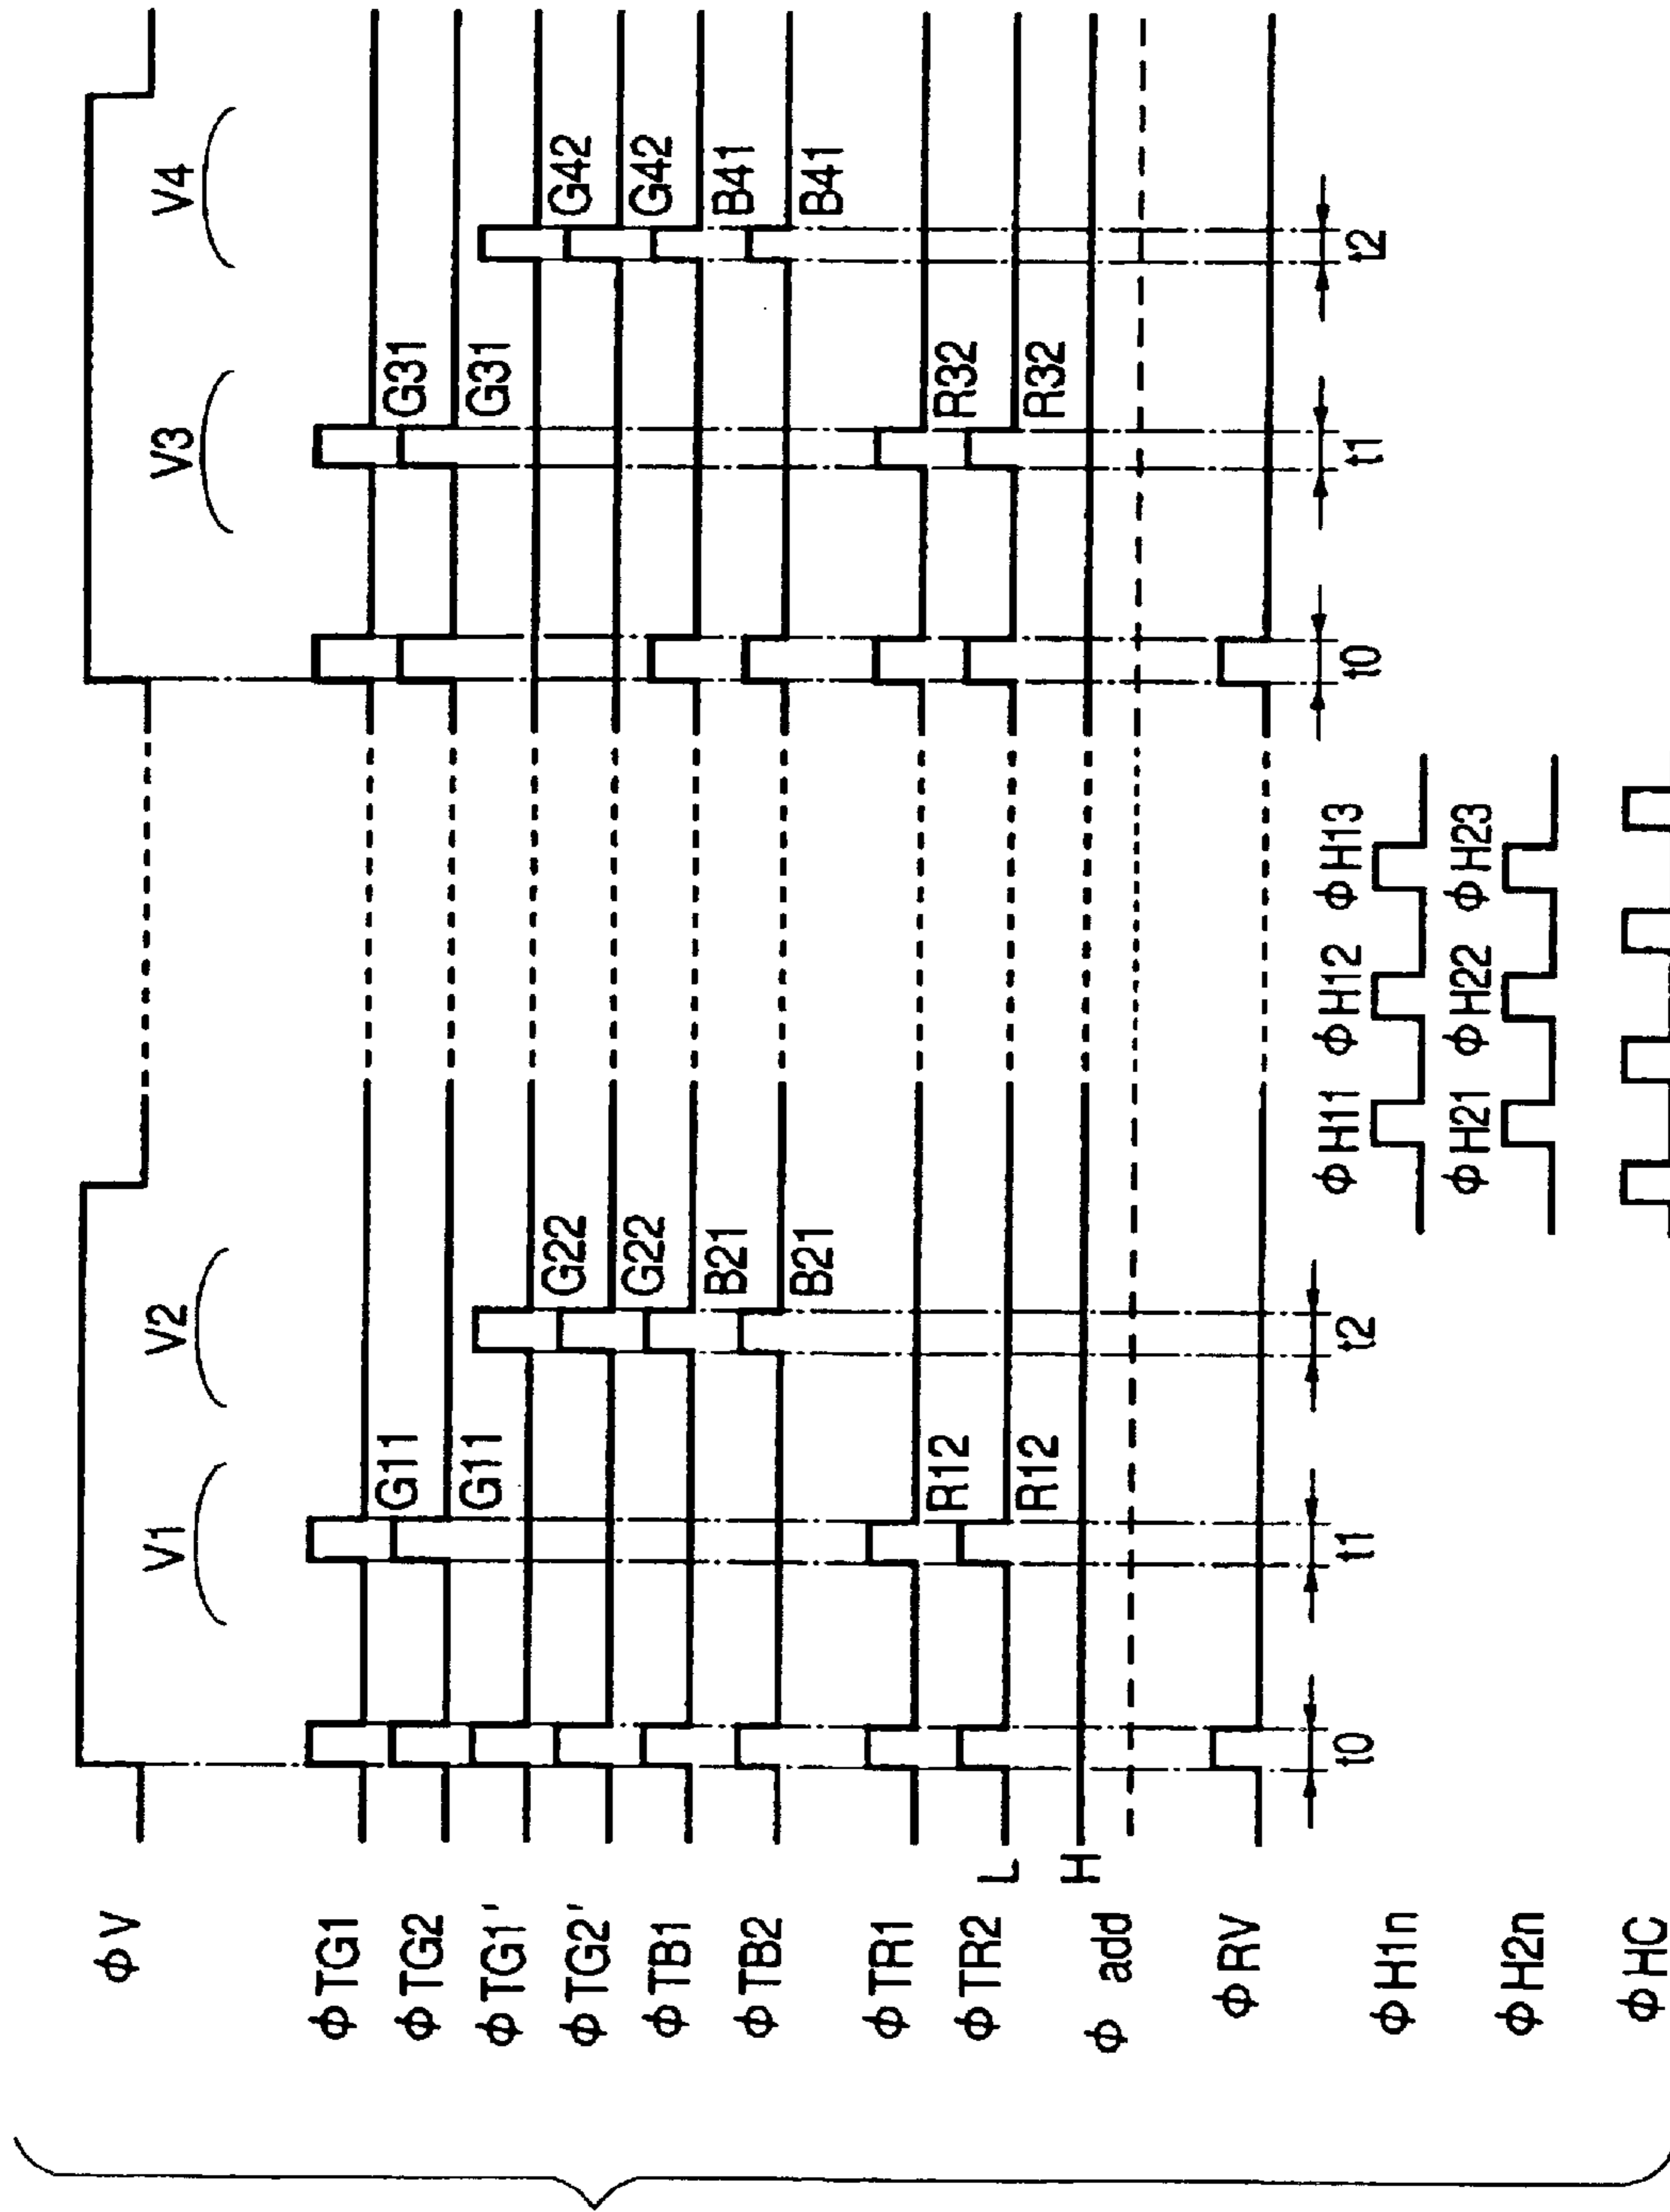 φV
V1 V2 V3 V4
φTG1 G11 G31
φTG2 G11 G31
φTG1' G22 G42
φTG2' G22 G42
φTB1 B21 B41
φTB2 B21 B41
φTR1 R12 R32
φTR2 L R12 R32
φ add H
φRV
t0 t1 t2 t0 t1 t2
φH1n φH11 φH12 φH13
φH2n φH21 φH22 φH23
φHC